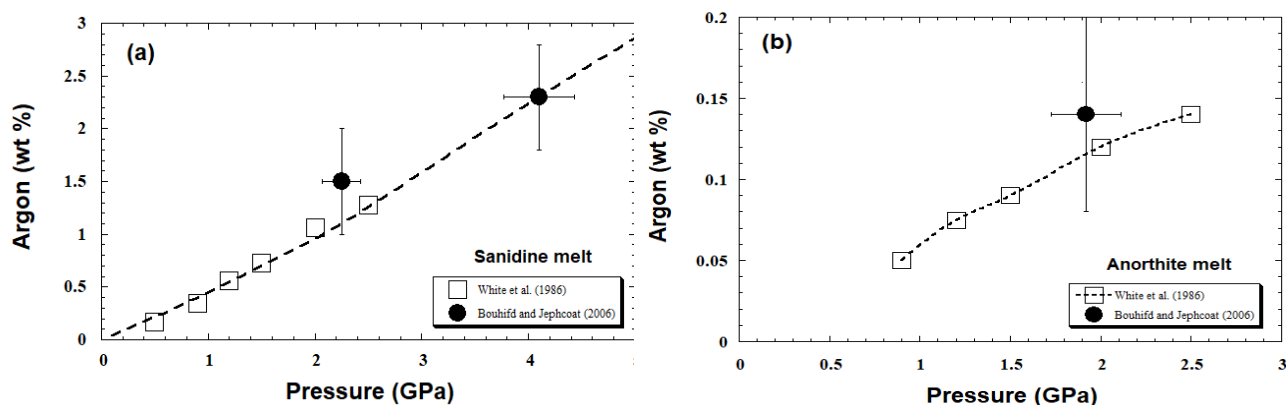 (a)
3
2.5
2
1.5
1
0.5
0
Argon (wt %)
0 1 2 3 4
Pressure (GPa)
Sanidine melt
White et al. (1986)
Bouhifd and Jephcoat (2006)
(b)
0.2
0.15
0.1
0.05
0
Argon (wt %)
0 0.5 1 1.5 2 2.5 3
Pressure (GPa)
Anorthite melt
White et al. (1986)
Bouhifd and Jephcoat (2006)